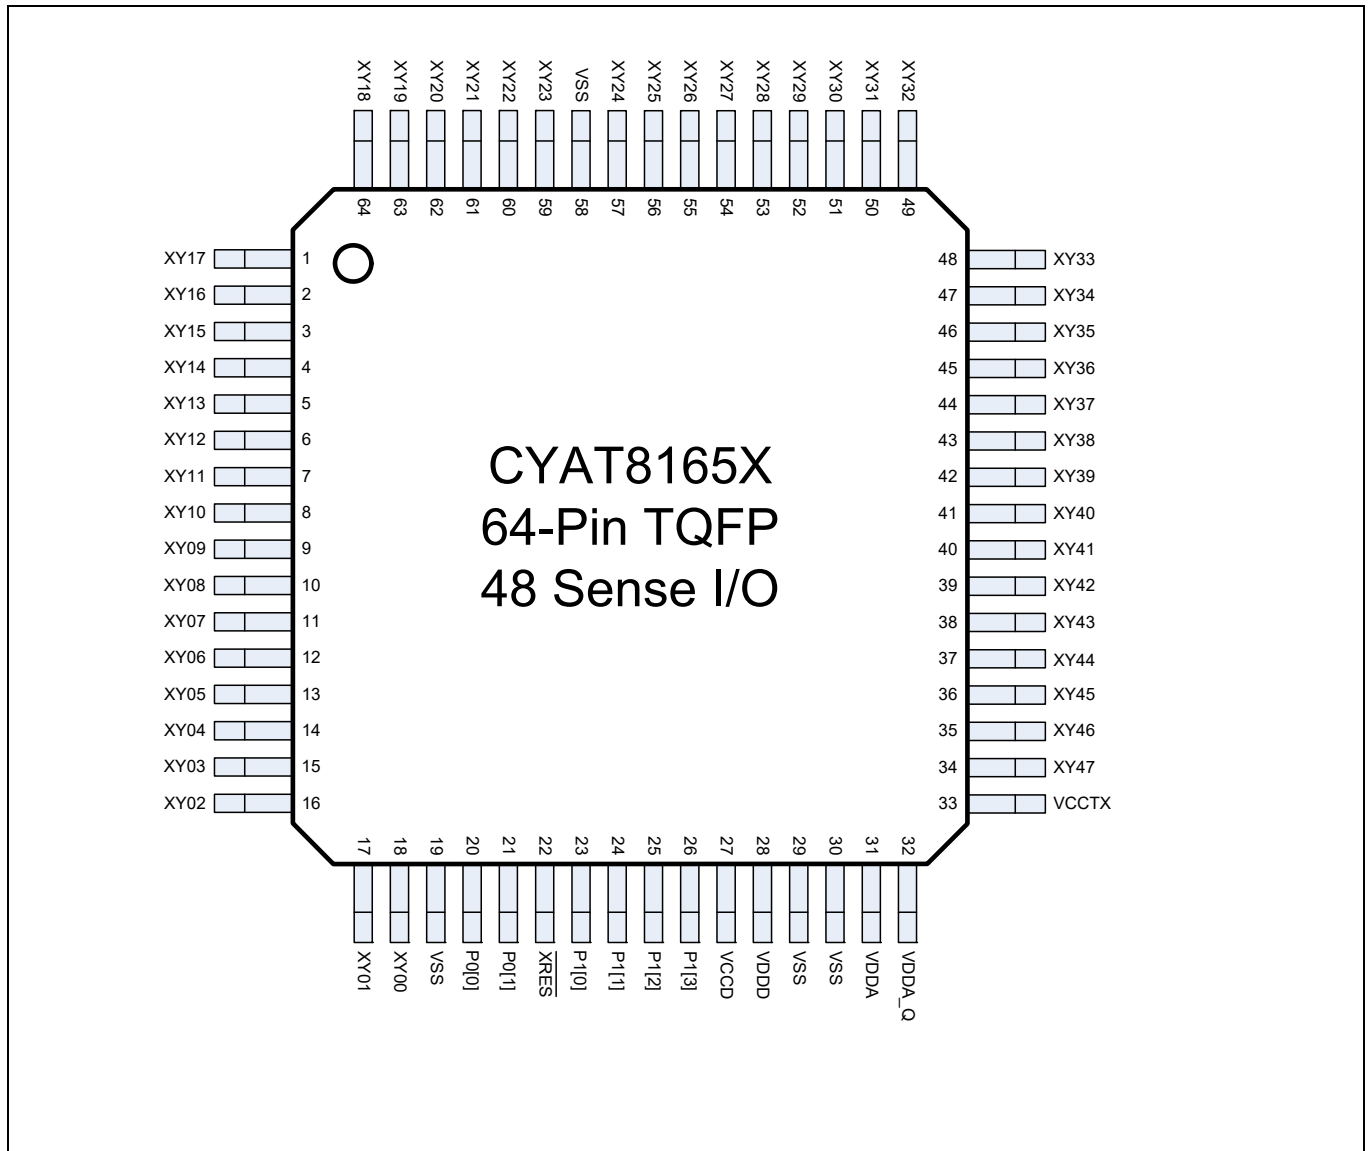 XY18 XY19 XY20 XY21 XY22 XY23 VSS XY24 XY25 XY26 XY27 XY28 XY29 XY30 XY31 XY32
64 63 62 61 60 59 58 57 56 55 54 53 52 51 50 49
XY17 1 48 XY33
XY16 2 47 XY34
XY15 3 46 XY35
XY14 4 45 XY36
XY13 5 44 XY37
XY12 6 43 XY38
XY11 7 42 XY39
XY10 8 41 XY40
XY09 9 40 XY41
XY08 10 39 XY42
XY07 11 38 XY43
XY06 12 37 XY44
XY05 13 36 XY45
XY04 14 35 XY46
XY03 15 34 XY47
XY02 16 33 VCCTX
CYAT8165X
64-Pin TQFP
48 Sense I/O
17 18 19 20 21 22 23 24 25 26 27 28 29 30 31 32
XY01 XY00 VSS P0[0] P0[1] XRES P1[0] P1[1] P1[2] P1[3] VCCD VDDD VSS VSS VDDA VDDA_Q